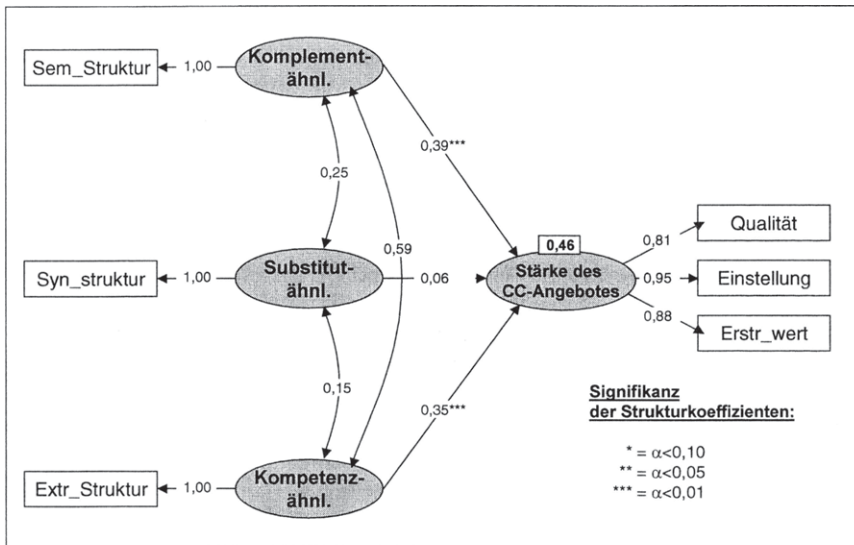 Komplement-
ähnl.
Sem_Struktur
1,00
0,39***
0,25
Qualität
0,81
0,46
0,59
Syn_struktur
1,00
Substitut-
ähnl.
0,06
Stärke des
CC-Angebotes
0,95
Einstellung
0,88
Erstr_wert
0,15
0,35***
Signifikanz
der Strukturkoeffizienten:
* = α<0,10
** = α<0,05
*** = α<0,01
Extr_Struktur
1,00
Kompetenz-
ähnl.